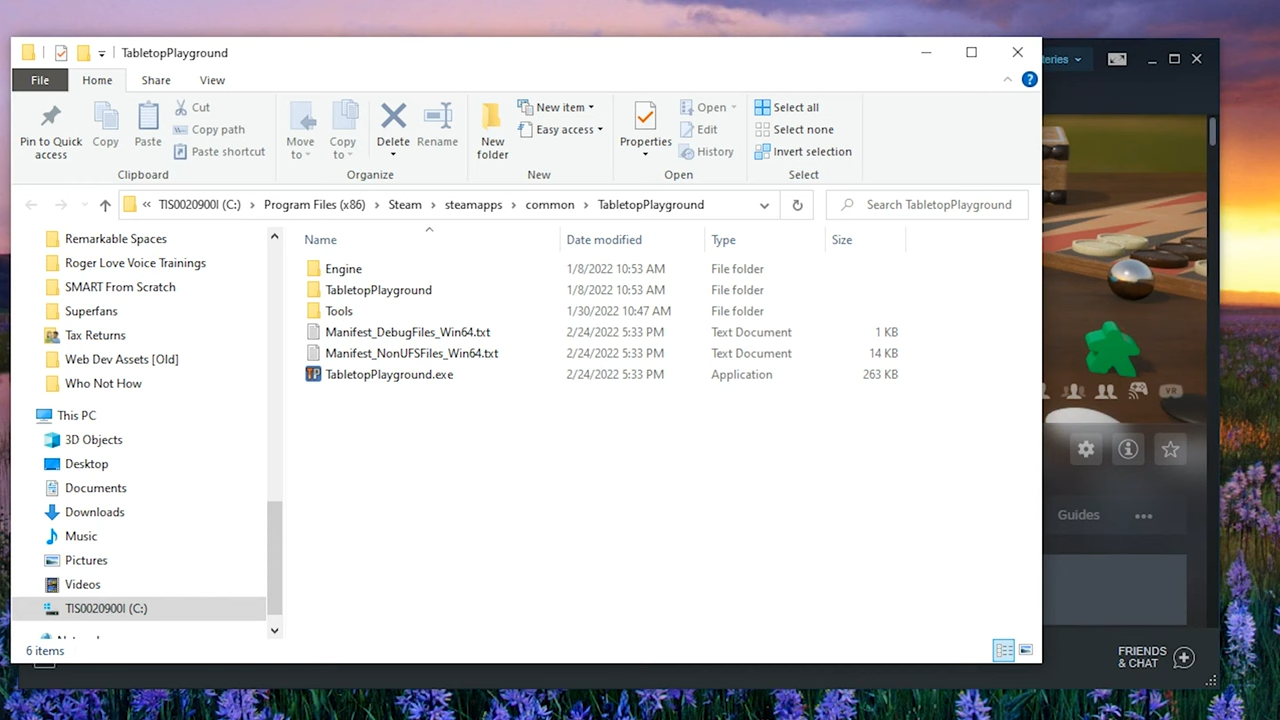 TabletopPlayground
File
Home
Share
View
Pin to Quick access
Copy
Paste
Cut
Copy path
Paste shortcut
Clipboard
Move to
Copy to
Delete
Rename
Organize
New folder
New item
Easy access
New
Properties
Open
Edit
History
Open
Select all
Select none
Invert selection
Select
« TIS0020900I (C:) > Program Files (x86) > Steam > steamapps > common > TabletopPlayground
Search TabletopPlayground
Remarkable Spaces
Roger Love Voice Trainings
SMART From Scratch
Superfans
Tax Returns
Web Dev Assets [Old]
Who Not How
This PC
3D Objects
Desktop
Documents
Downloads
Music
Pictures
Videos
TIS0020900I (C:)
Name Date modified Type Size
Engine 1/8/2022 10:53 AM File folder
TabletopPlayground 1/8/2022 10:53 AM File folder
Tools 1/30/2022 10:47 AM File folder
Manifest_DebugFiles_Win64.txt 2/24/2022 5:33 PM Text Document 1 KB
Manifest_NonUFSFiles_Win64.txt 2/24/2022 5:33 PM Text Document 14 KB
TabletopPlayground.exe 2/24/2022 5:33 PM Application 263 KB
6 items
VR
Guides
FRIENDS
& CHAT